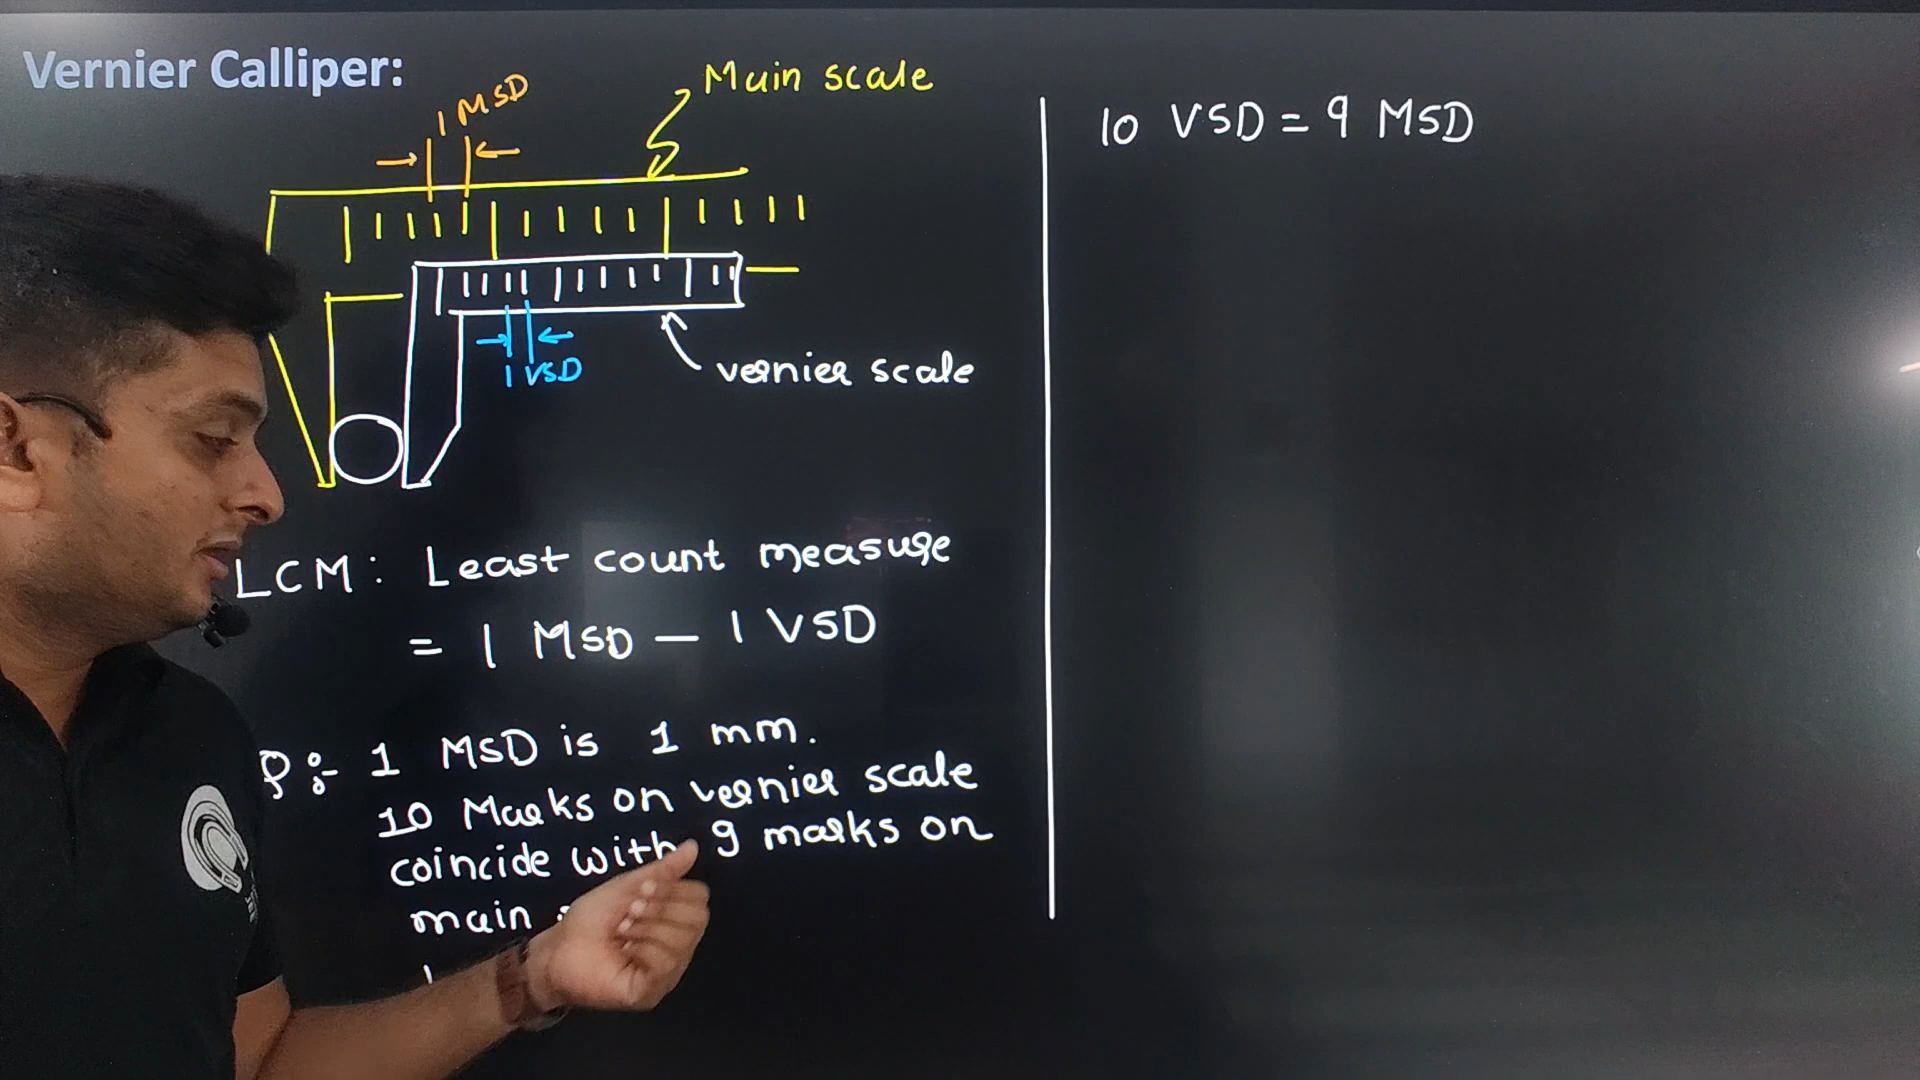 Vernier Calliper:
1 MSD
Main scale
1 VSD
vernier scale
LCM: Least count measure
= 1 MSD - 1 VSD
Q:- 1 MSD is 1 mm.
10 Marks on vernier scale
coincide with 9 marks on
main
10 VSD = 9 MSD